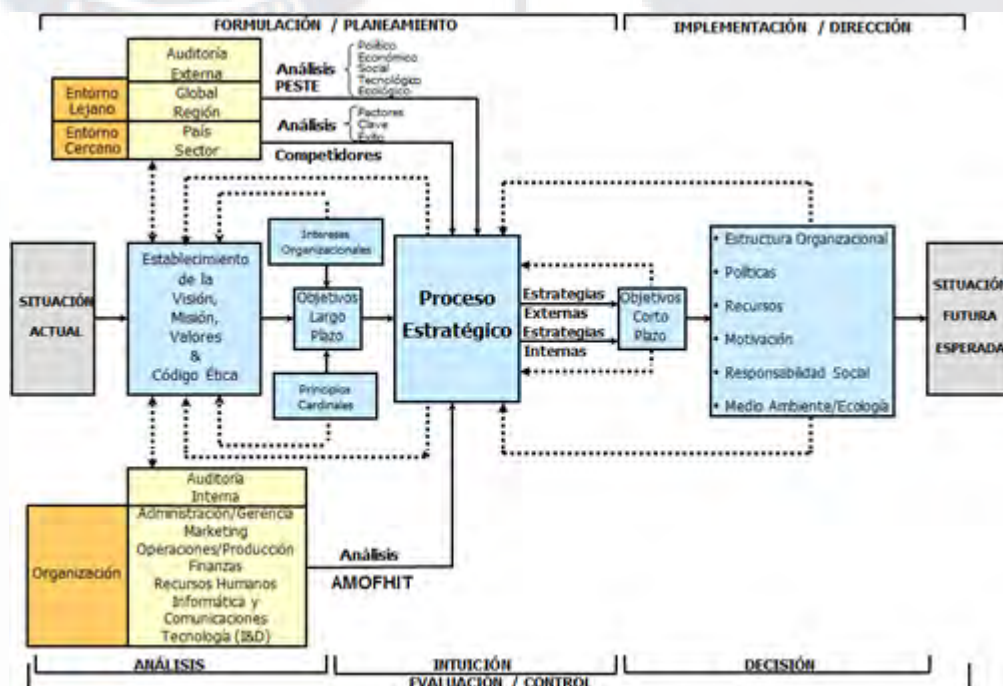 FORMULACIÓN / PLANEAMIENTO
IMPLEMENTACIÓN / DIRECCIÓN
Auditoría
Externa
Entorno
Lejano
Global
Región
Entorno
Cercano
País
Sector
Análisis
PESTE
Político
Económico
Social
Tecnológico
Ecológico
Análisis
Competidores
Factores
Clave
Éxito
SITUACIÓN
ACTUAL
Establecimiento
de la
Visión,
Misión,
Valores
&
Código Ética
Intereses
Organizacionales
Objetivos
Largo
Plazo
Principios
Cardinales
Proceso
Estratégico
Estrategias
Externas
Estrategias
Internas
Objetivos
Corto
Plazo
• Estructura Organizacional
• Políticas
• Recursos
• Motivación
• Responsabilidad Social
• Medio Ambiente/Ecología
SITUACIÓN
FUTURA
ESPERADA
Auditoría
Interna
Organización
Administración/Gerencia
Marketing
Operaciones/Producción
Finanzas
Recursos Humanos
Informática y
Comunicaciones
Tecnología (I&D)
Análisis
AMOFHIT
ANÁLISIS
INTUICIÓN
DECISIÓN
EVALUACIÓN / CONTROL